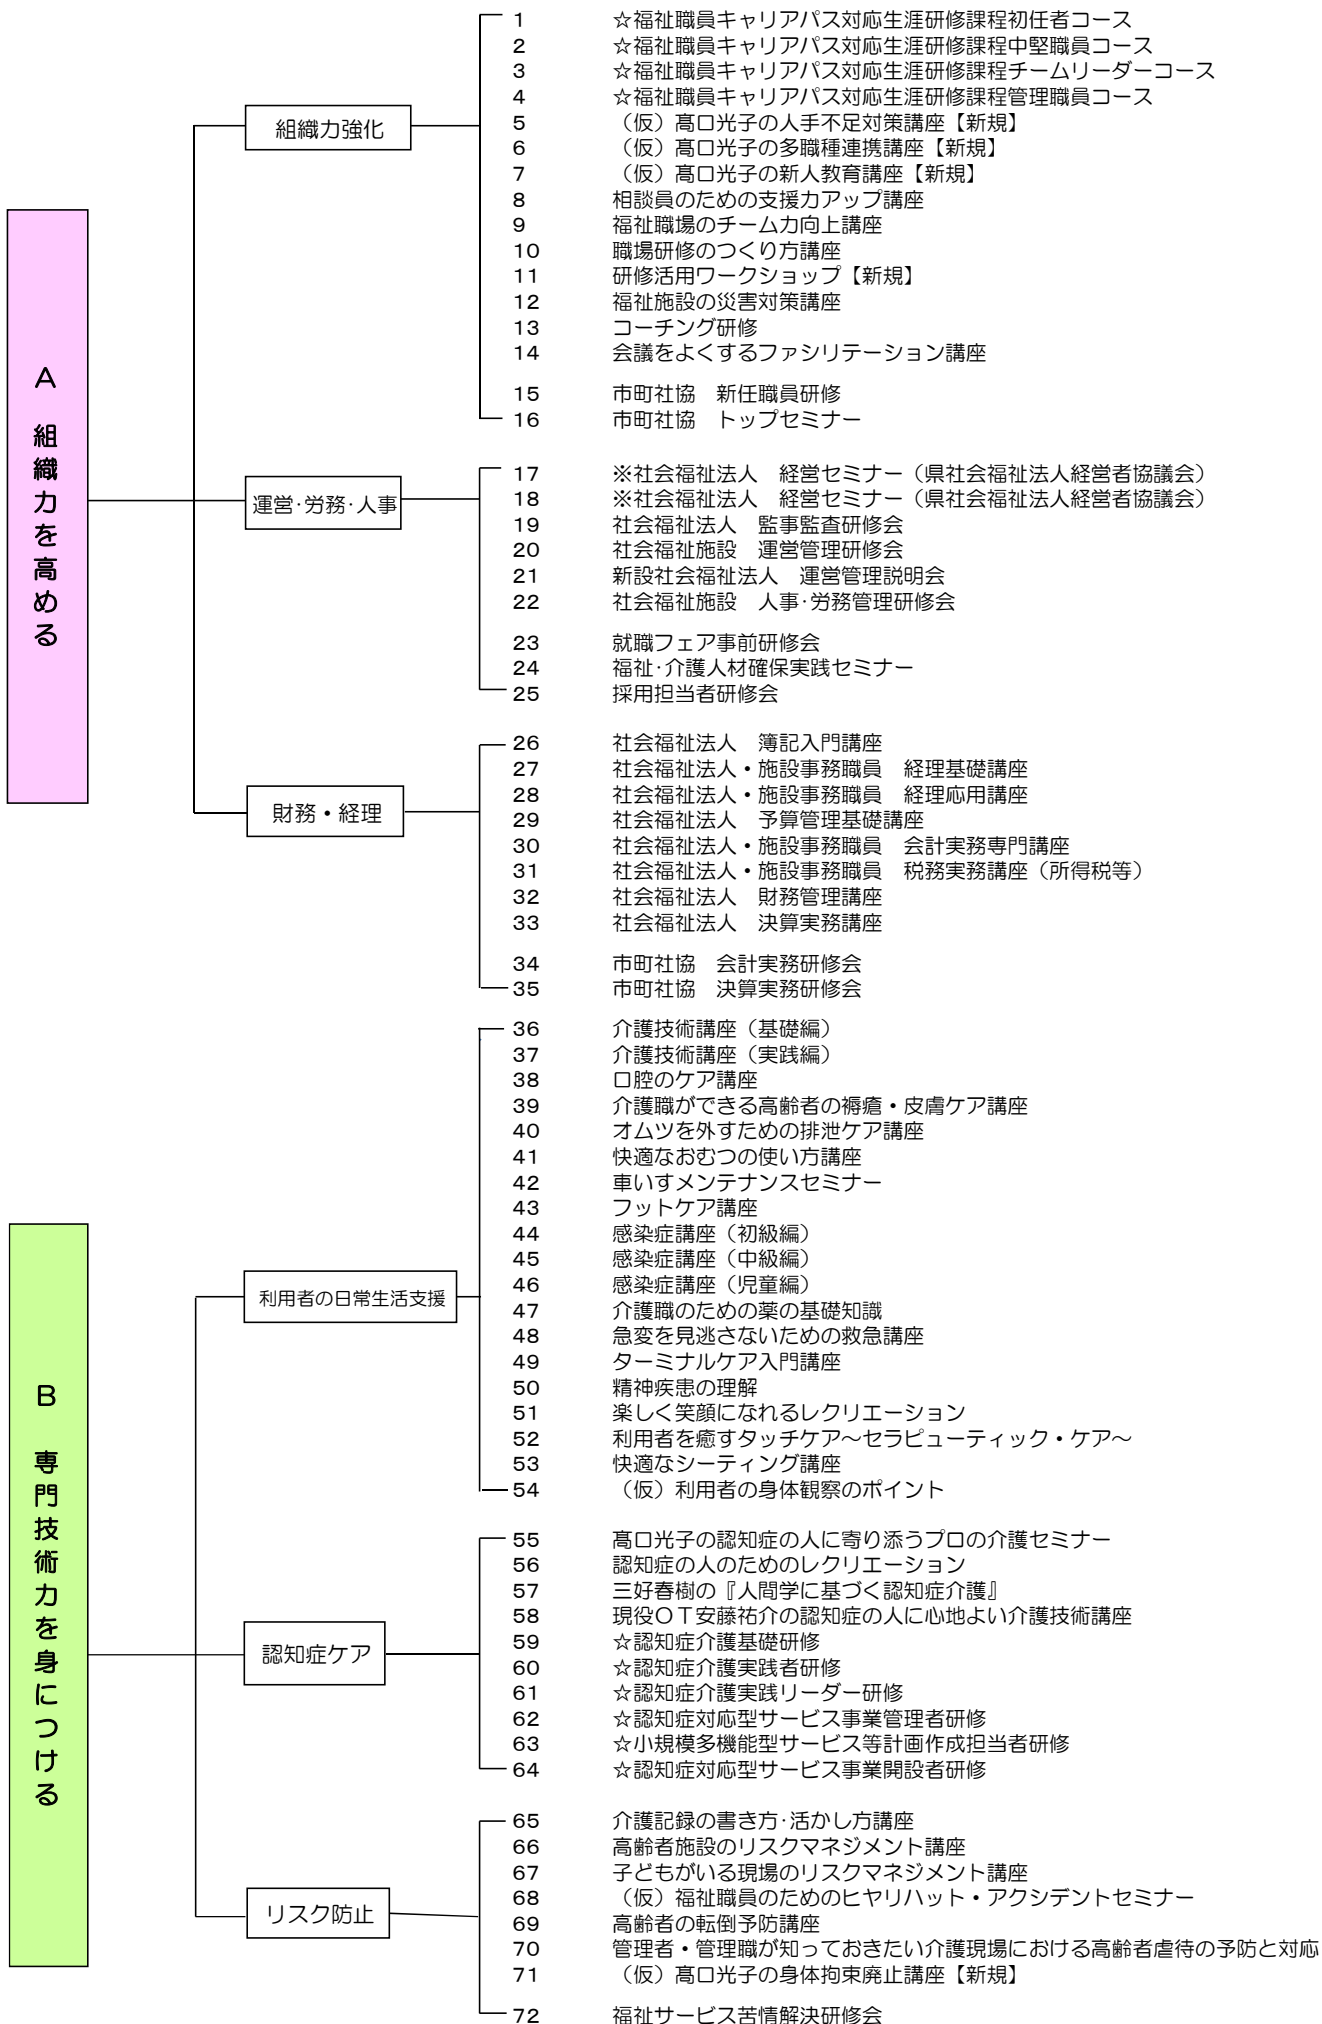 A 組織力を高める
組織力強化
1 ☆福祉職員キャリアパス対応生涯研修課程初任者コース
2 ☆福祉職員キャリアパス対応生涯研修課程中堅職員コース
3 ☆福祉職員キャリアパス対応生涯研修課程チームリーダーコース
4 ☆福祉職員キャリアパス対応生涯研修課程管理職員コース
5 （仮）髙口光子の人手不足対策講座【新規】
6 （仮）髙口光子の多職種連携講座【新規】
7 （仮）髙口光子の新人教育講座【新規】
8 相談員のための支援力アップ講座
9 福祉職場のチーム力向上講座
10 職場研修のつくり方講座
11 研修活用ワークショップ【新規】
12 福祉施設の災害対策講座
13 コーチング研修
14 会議をよくするファシリテーション講座
15 市町社協　新任職員研修
16 市町社協　トップセミナー
運営･労務･人事
17 ※社会福祉法人　経営セミナー（県社会福祉法人経営者協議会）
18 ※社会福祉法人　経営セミナー（県社会福祉法人経営者協議会）
19 社会福祉法人　監事監査研修会
20 社会福祉施設　運営管理研修会
21 新設社会福祉法人　運営管理説明会
22 社会福祉施設　人事･労務管理研修会
23 就職フェア事前研修会
24 福祉･介護人材確保実践セミナー
25 採用担当者研修会
財務・経理
26 社会福祉法人　簿記入門講座
27 社会福祉法人・施設事務職員　経理基礎講座
28 社会福祉法人・施設事務職員　経理応用講座
29 社会福祉法人　予算管理基礎講座
30 社会福祉法人・施設事務職員　会計実務専門講座
31 社会福祉法人・施設事務職員　税務実務講座（所得税等）
32 社会福祉法人　財務管理講座
33 社会福祉法人　決算実務講座
34 市町社協　会計実務研修会
35 市町社協　決算実務研修会
B 専門技術力を身につける
利用者の日常生活支援
36 介護技術講座（基礎編）
37 介護技術講座（実践編）
38 口腔のケア講座
39 介護職ができる高齢者の褥瘡・皮膚ケア講座
40 オムツを外すための排泄ケア講座
41 快適なおむつの使い方講座
42 車いすメンテナンスセミナー
43 フットケア講座
44 感染症講座（初級編）
45 感染症講座（中級編）
46 感染症講座（児童編）
47 介護職のための薬の基礎知識
48 急変を見逃さないための救急講座
49 ターミナルケア入門講座
50 精神疾患の理解
51 楽しく笑顔になれるレクリエーション
52 利用者を癒すタッチケア～セラピューティック・ケア～
53 快適なシーティング講座
54 （仮）利用者の身体観察のポイント
認知症ケア
55 髙口光子の認知症の人に寄り添うプロの介護セミナー
56 認知症の人のためのレクリエーション
57 三好春樹の『人間学に基づく認知症介護』
58 現役ＯＴ安藤祐介の認知症の人に心地よい介護技術講座
59 ☆認知症介護基礎研修
60 ☆認知症介護実践者研修
61 ☆認知症介護実践リーダー研修
62 ☆認知症対応型サービス事業管理者研修
63 ☆小規模多機能型サービス等計画作成担当者研修
64 ☆認知症対応型サービス事業開設者研修
リスク防止
65 介護記録の書き方･活かし方講座
66 高齢者施設のリスクマネジメント講座
67 子どもがいる現場のリスクマネジメント講座
68 （仮）福祉職員のためのヒヤリハット・アクシデントセミナー
69 高齢者の転倒予防講座
70 管理者・管理職が知っておきたい介護現場における高齢者虐待の予防と対応
71 （仮）髙口光子の身体拘束廃止講座【新規】
72 福祉サービス苦情解決研修会